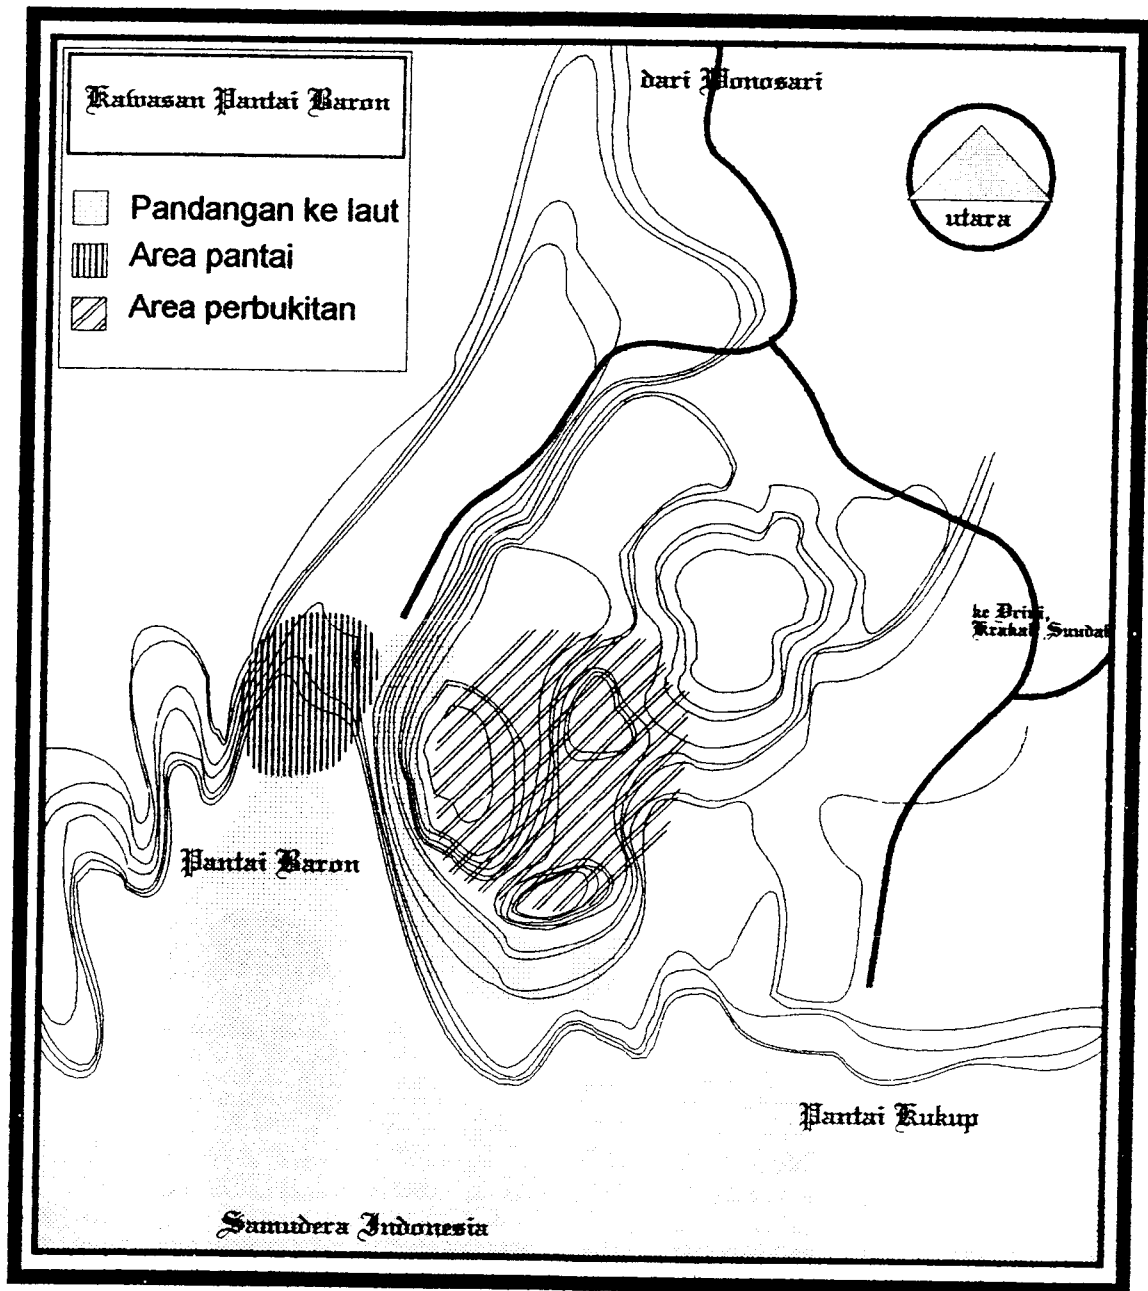 Kawasan Pantai Baron
Pandangan ke laut
Area pantai
Area perbukitan
dari Wonosari
utara
ke Drini,
Krakal, Sundak
Pantai Baron
Pantai Kukup
Samudera Indonesia